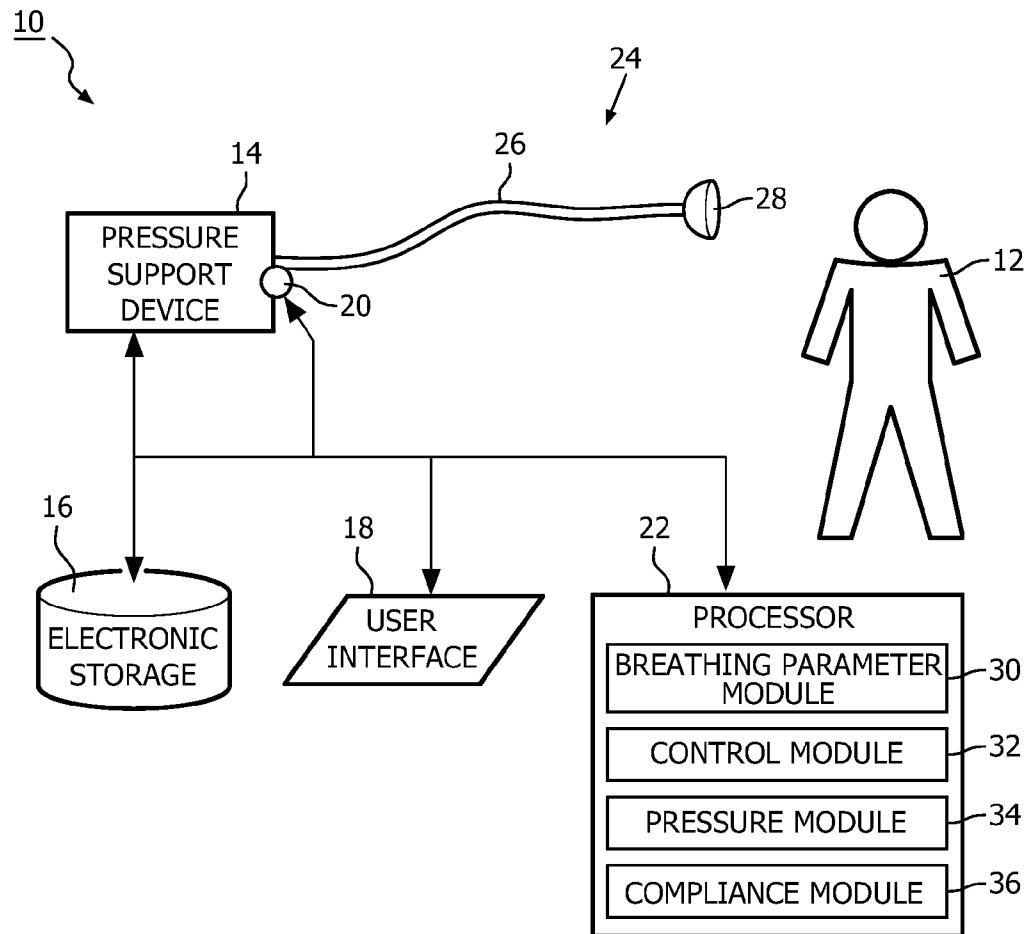 10
24
14
26
28
PRESSURE
SUPPORT
DEVICE
20
12
16
ELECTRONIC
STORAGE
18
USER
INTERFACE
22
PROCESSOR
BREATHING PARAMETER
MODULE
30
CONTROL MODULE
32
PRESSURE MODULE
34
COMPLIANCE MODULE
36